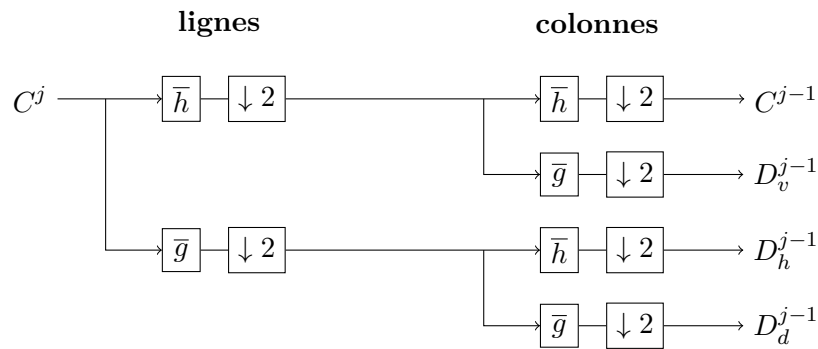 lignes colonnes
C^j h̅ ↓ 2 h̅ ↓ 2 C^{j−1}
g̅ ↓ 2 D_v^{j−1}
g̅ ↓ 2 h̅ ↓ 2 D_h^{j−1}
g̅ ↓ 2 D_d^{j−1}